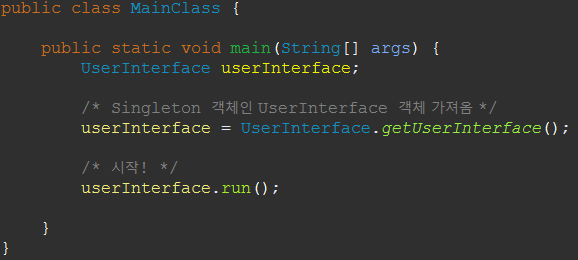 public class MainClass {
public static void main(String[] args) {
UserInterface userInterface;
/* Singleton 객체인 UserInterface 객체 가져옴 */
userInterface = UserInterface.getUserInterface();
/* 시작! */
userInterface.run();
}
}